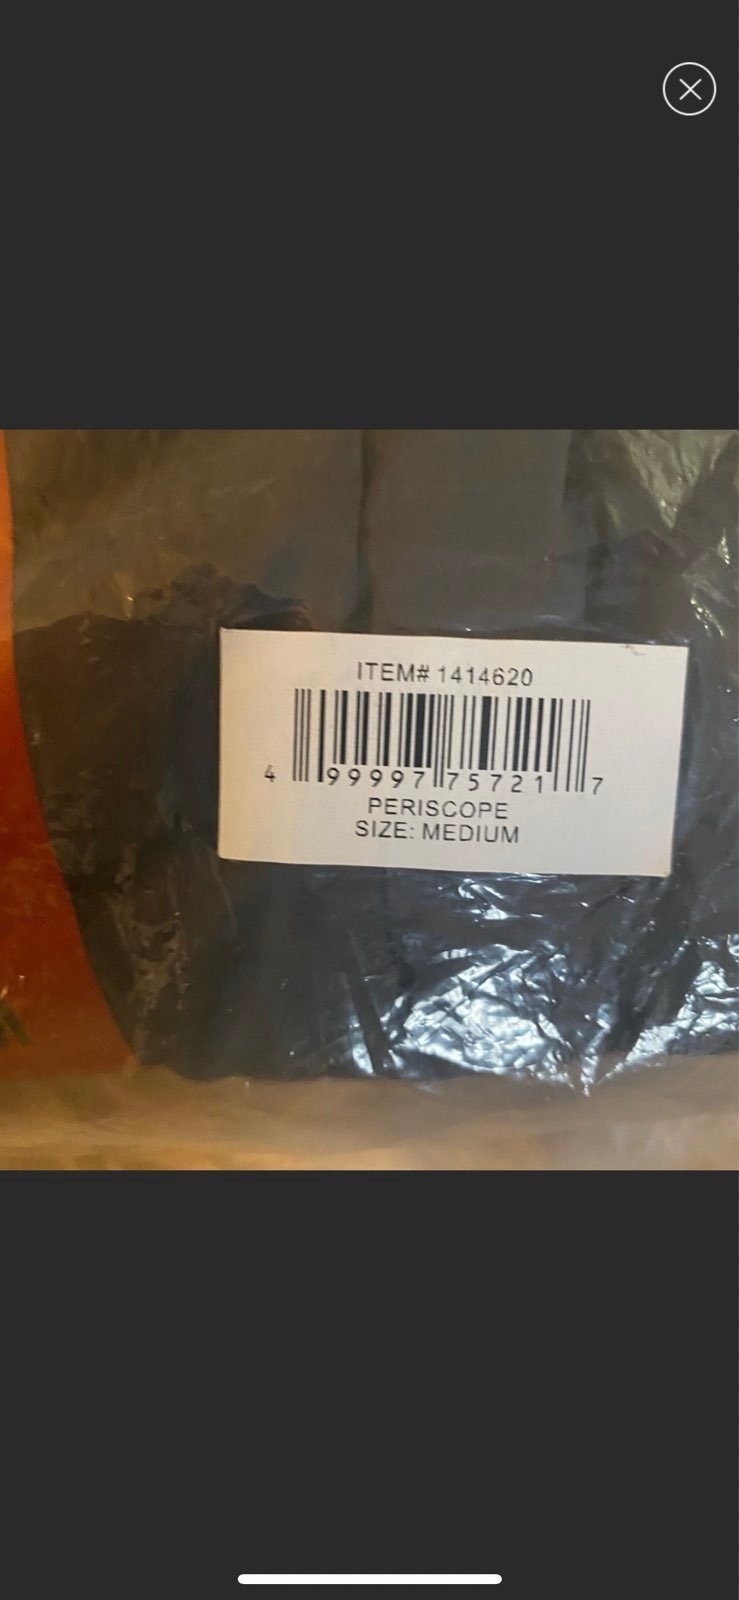 ITEM# 1414620
4 99997 75721 7
PERISCOPE
SIZE: MEDIUM